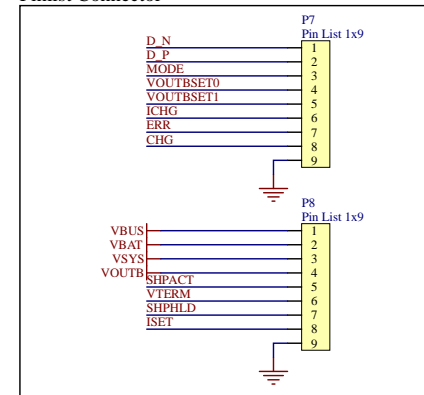 P7
Pin List 1x9
D_N 1
D_P 2
MODE 3
VOUTBSET0 4
VOUTBSET1 5
ICHG 6
ERR 7
CHG 8
9
P8
Pin List 1x9
VBUS 1
VBAT 2
VSYS 3
VOUTB 4
SHPACT 5
VTERM 6
SHPHLD 7
ISET 8
9